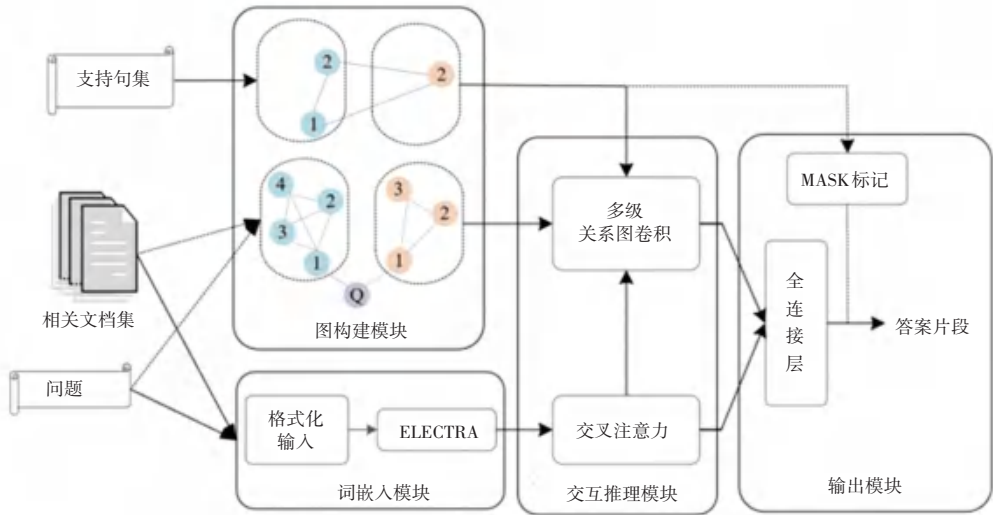 支持句集
2
1
2
4
2
3
1
3
2
1
Q
图构建模块
相关文档集
问题
格式化
输入
ELECTRA
词嵌入模块
多级
关系图卷积
交叉注意力
交互推理模块
MASK标记
全
连
接
层
答案片段
输出模块